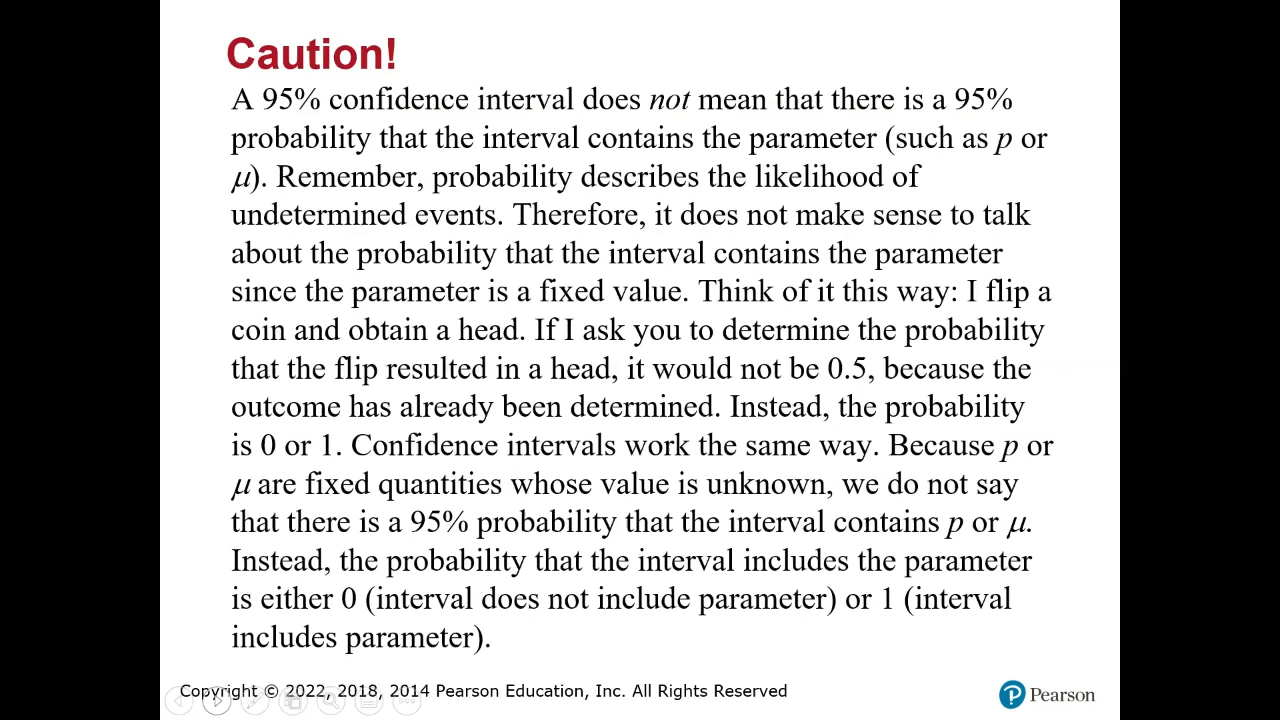 Caution!
A 95% confidence interval does not mean that there is a 95%
probability that the interval contains the parameter (such as p or
μ). Remember, probability describes the likelihood of
undetermined events. Therefore, it does not make sense to talk
about the probability that the interval contains the parameter
since the parameter is a fixed value. Think of it this way: I flip a
coin and obtain a head. If I ask you to determine the probability
that the flip resulted in a head, it would not be 0.5, because the
outcome has already been determined. Instead, the probability
is 0 or 1. Confidence intervals work the same way. Because p or
μ are fixed quantities whose value is unknown, we do not say
that there is a 95% probability that the interval contains p or μ.
Instead, the probability that the interval includes the parameter
is either 0 (interval does not include parameter) or 1 (interval
includes parameter).
Copyright © 2022, 2018, 2014 Pearson Education, Inc. All Rights Reserved
Pearson